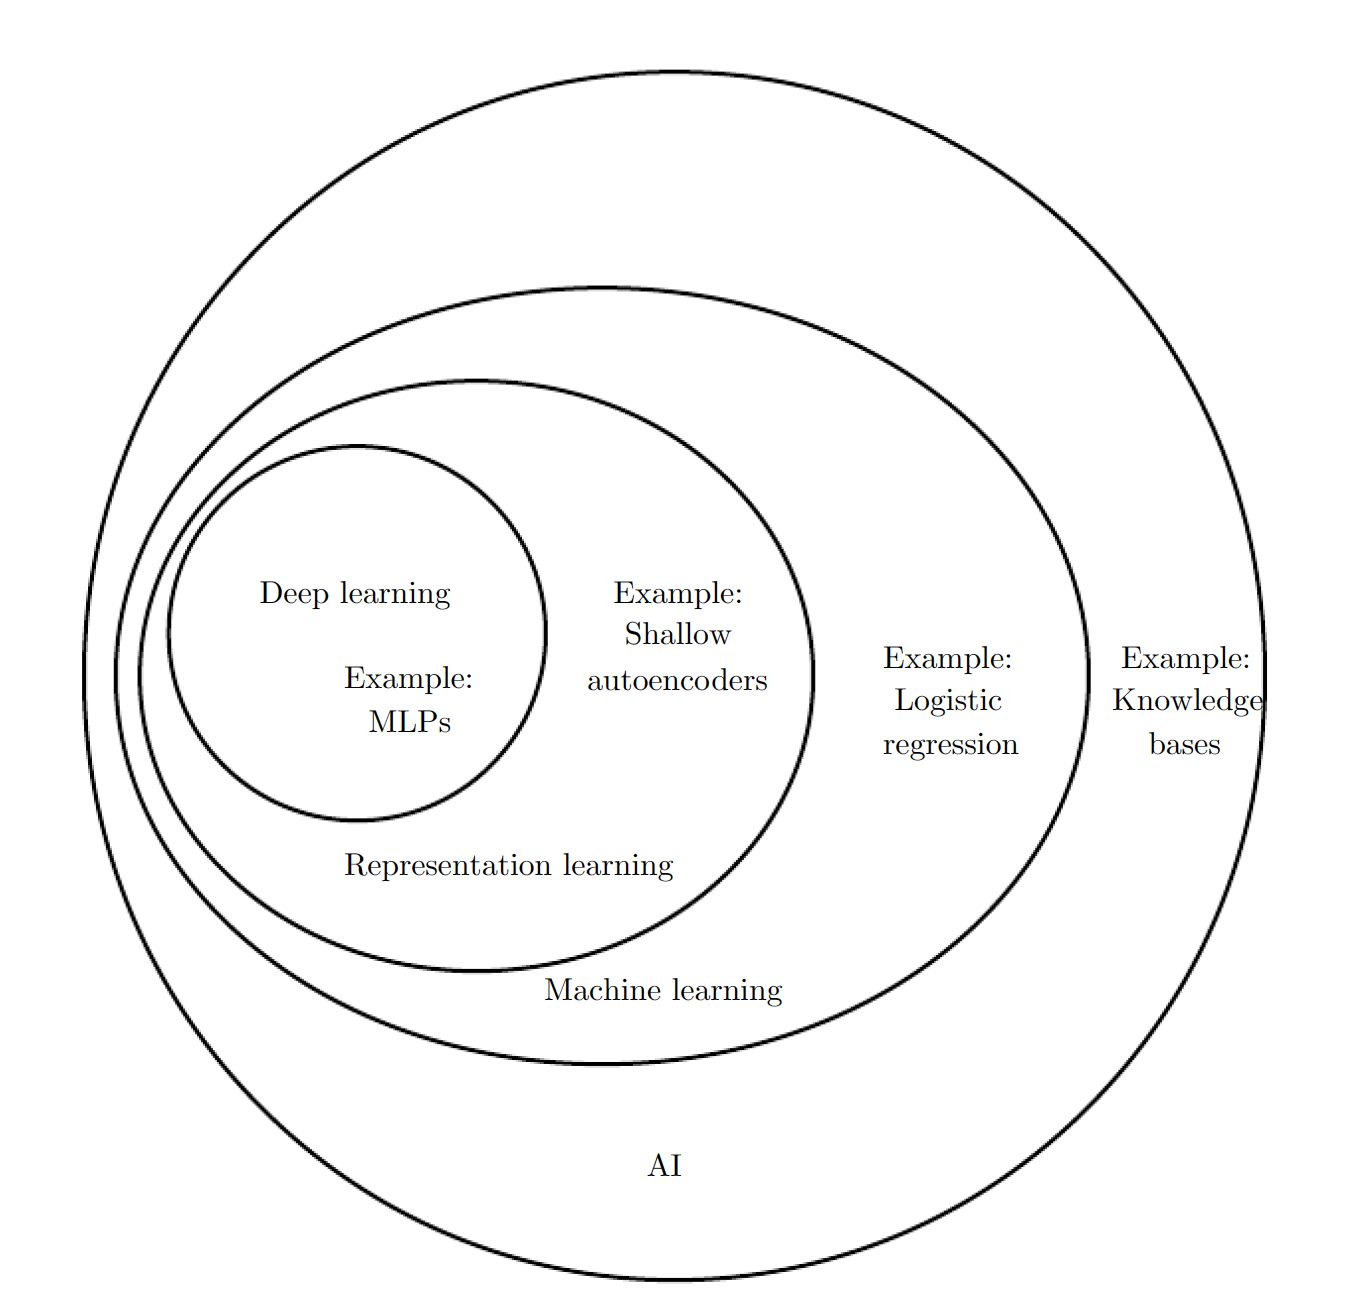 Deep learning
Example:
MLPs
Example:
Shallow
autoencoders
Example:
Logistic
regression
Example:
Knowledge
bases
Representation learning
Machine learning
AI